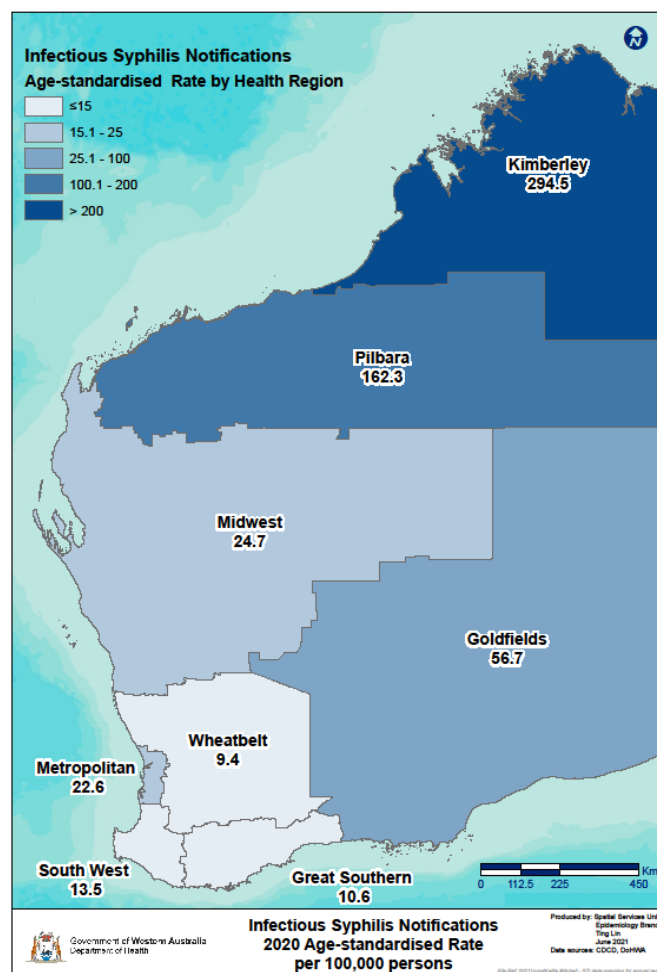 Infectious Syphilis Notifications
Age-standardised Rate by Health Region
≤15
15.1 - 25
25.1 - 100
100.1 - 200
> 200
N
Kimberley
294.5
Pilbara
162.3
Midwest
24.7
Goldfields
56.7
Wheatbelt
9.4
Metropolitan
22.6
South West
13.5
Great Southern
10.6
Km
0 112.5 225 450
Government of Western Australia
Department of Health
Infectious Syphilis Notifications
2020 Age-standardised Rate
per 100,000 persons
Produced by: Spatial Services Uni
Epidemiology Branc
Ting Lin
June 2021
Data sources: CDCD, DoHWA